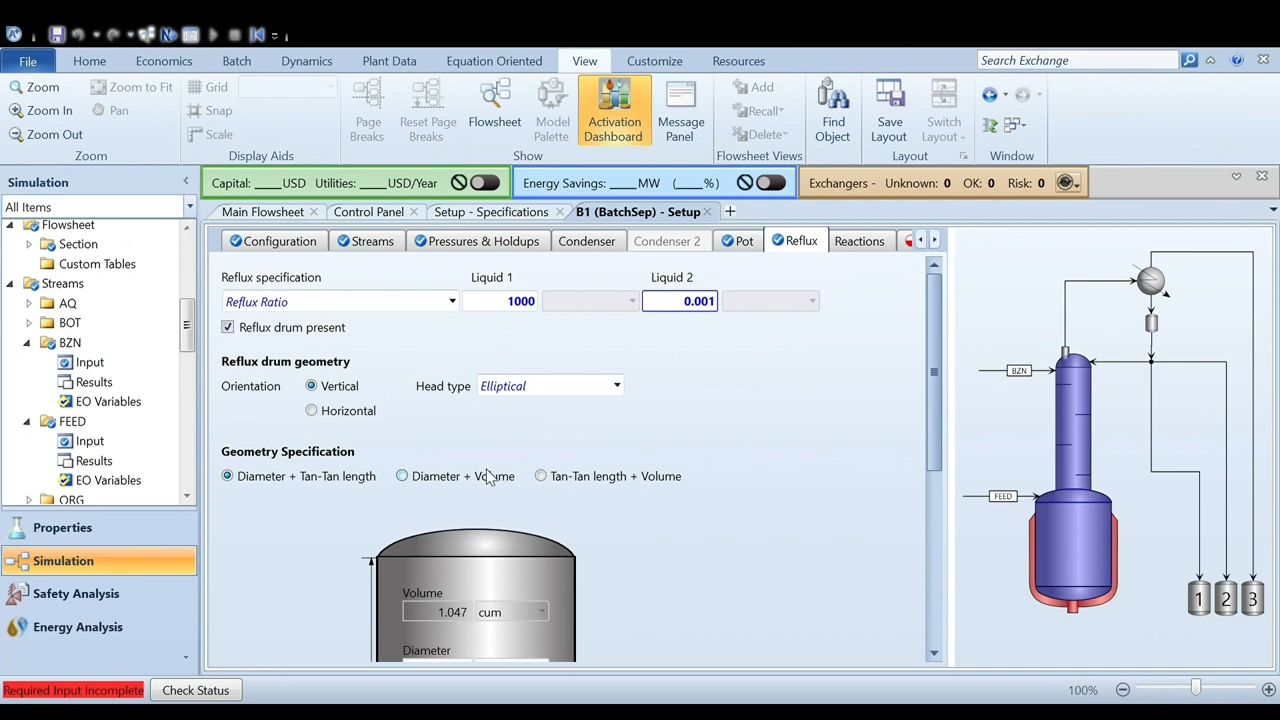 File Home Economics Batch Dynamics Plant Data Equation Oriented View Customize Resources Search Exchange
Zoom Zoom to Fit Grid
Zoom In Pan Snap
Zoom Out Scale
Page Breaks Reset Page Breaks Flowsheet Model Palette Activation Dashboard Message Panel
Add
Recall
Delete
Find Object Save Layout Switch Layout
Zoom Display Aids Show Flowsheet Views Layout Window
Simulation
All Items
Capital: ____USD Utilities: ____USD/Year Energy Savings: ____MW (____%) Exchangers - Unknown: 0 OK: 0 Risk: 0
Main Flowsheet Control Panel Setup - Specifications B1 (BatchSep) - Setup
Flowsheet
Section
Custom Tables
Streams
AQ
BOT
BZN
Input
Results
EO Variables
FEED
Input
Results
EO Variables
ORG
Properties
Simulation
Safety Analysis
Energy Analysis
Configuration Streams Pressures & Holdups Condenser Condenser 2 Pot Reflux Reactions
Reflux specification Liquid 1 Liquid 2
Reflux Ratio 1000 0.001
Reflux drum present
Reflux drum geometry
Orientation Vertical Head type Elliptical
Horizontal
Geometry Specification
Diameter + Tan-Tan length Diameter + Volume Tan-Tan length + Volume
Volume
1.047 cum
Diameter
BZN
FEED
1 2 3
Required Input Incomplete Check Status 100%